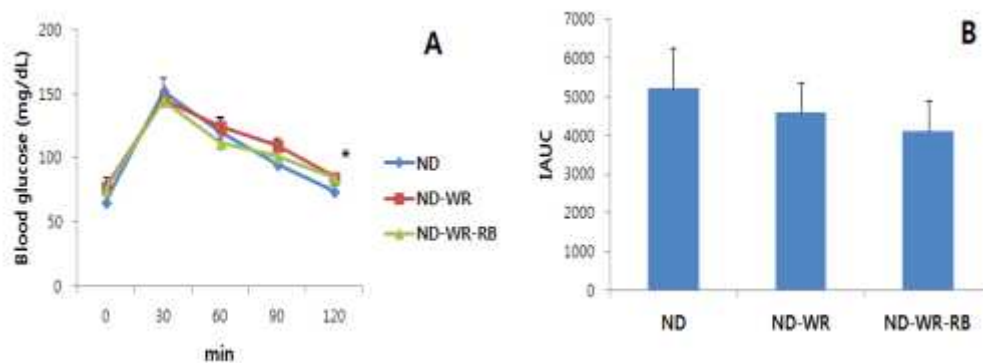 A
Blood glucose (mg/dL)
200
150
100
50
0
0 30 60 90 120
min
*
ND
ND-WR
ND-WR-RB
B
IAUC
7000
6000
5000
4000
3000
2000
1000
0
ND ND-WR ND-WR-RB